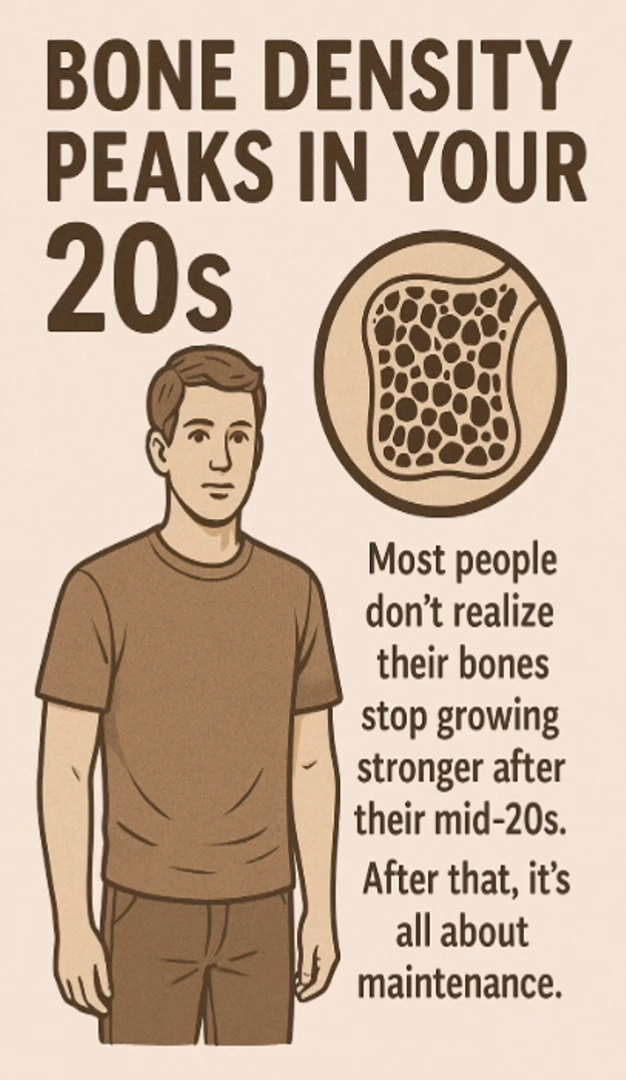 BONE DENSITY
PEAKS IN YOUR
20s
Most people
don’t realize
their bones
stop growing
stronger after
their mid-20s.
After that, it’s
all about
maintenance.